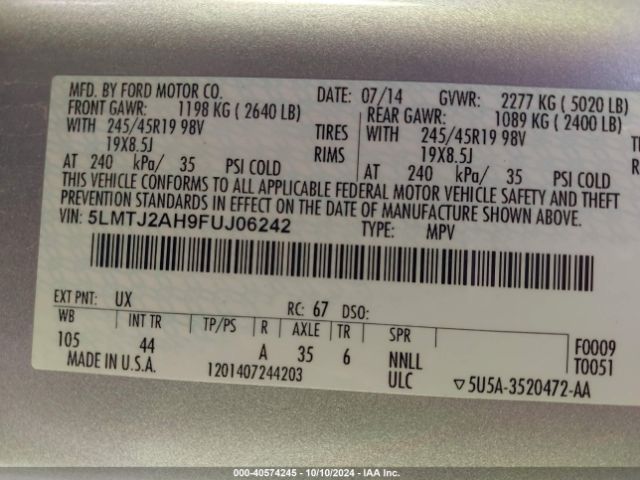 MFD. BY FORD MOTOR CO.
DATE: 07/14 GVWR: 2277 KG ( 5020 LB)
FRONT GAWR: 1198 KG ( 2640 LB)
REAR GAWR: 1089 KG ( 2400 LB)
WITH 245/45R19 98V TIRES WITH 245/45R19 98V
19X8.5J RIMS 19X8.5J
AT 240 kPa/ 35 PSI COLD AT 240 kPa/ 35 PSI COLD
THIS VEHICLE CONFORMS TO ALL APPLICABLE FEDERAL MOTOR VEHICLE SAFETY AND THEFT
PREVENTION STANDARDS IN EFFECT ON THE DATE OF MANUFACTURE SHOWN ABOVE.
VIN: 5LMTJ2AH9FUJ06242 TYPE: MPV
EXT PNT: UX RC: 67 DSO:
WB INT TR TP/PS R AXLE TR SPR
105 44 A 35 6 NNLL F0009
MADE IN U.S.A. 1201407244203 ULC T0051
▽5U5A-3520472-AA
000-40574245 - 10/10/2024 - IAA Inc.